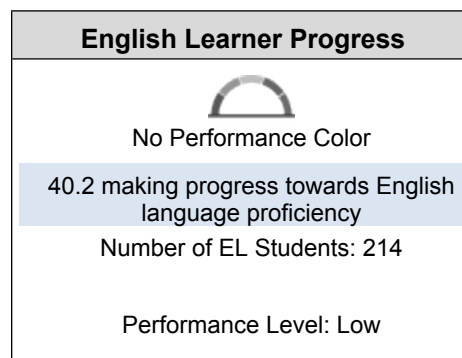 English Learner Progress
No Performance Color
40.2 making progress towards English
language proficiency
Number of EL Students: 214
Performance Level: Low